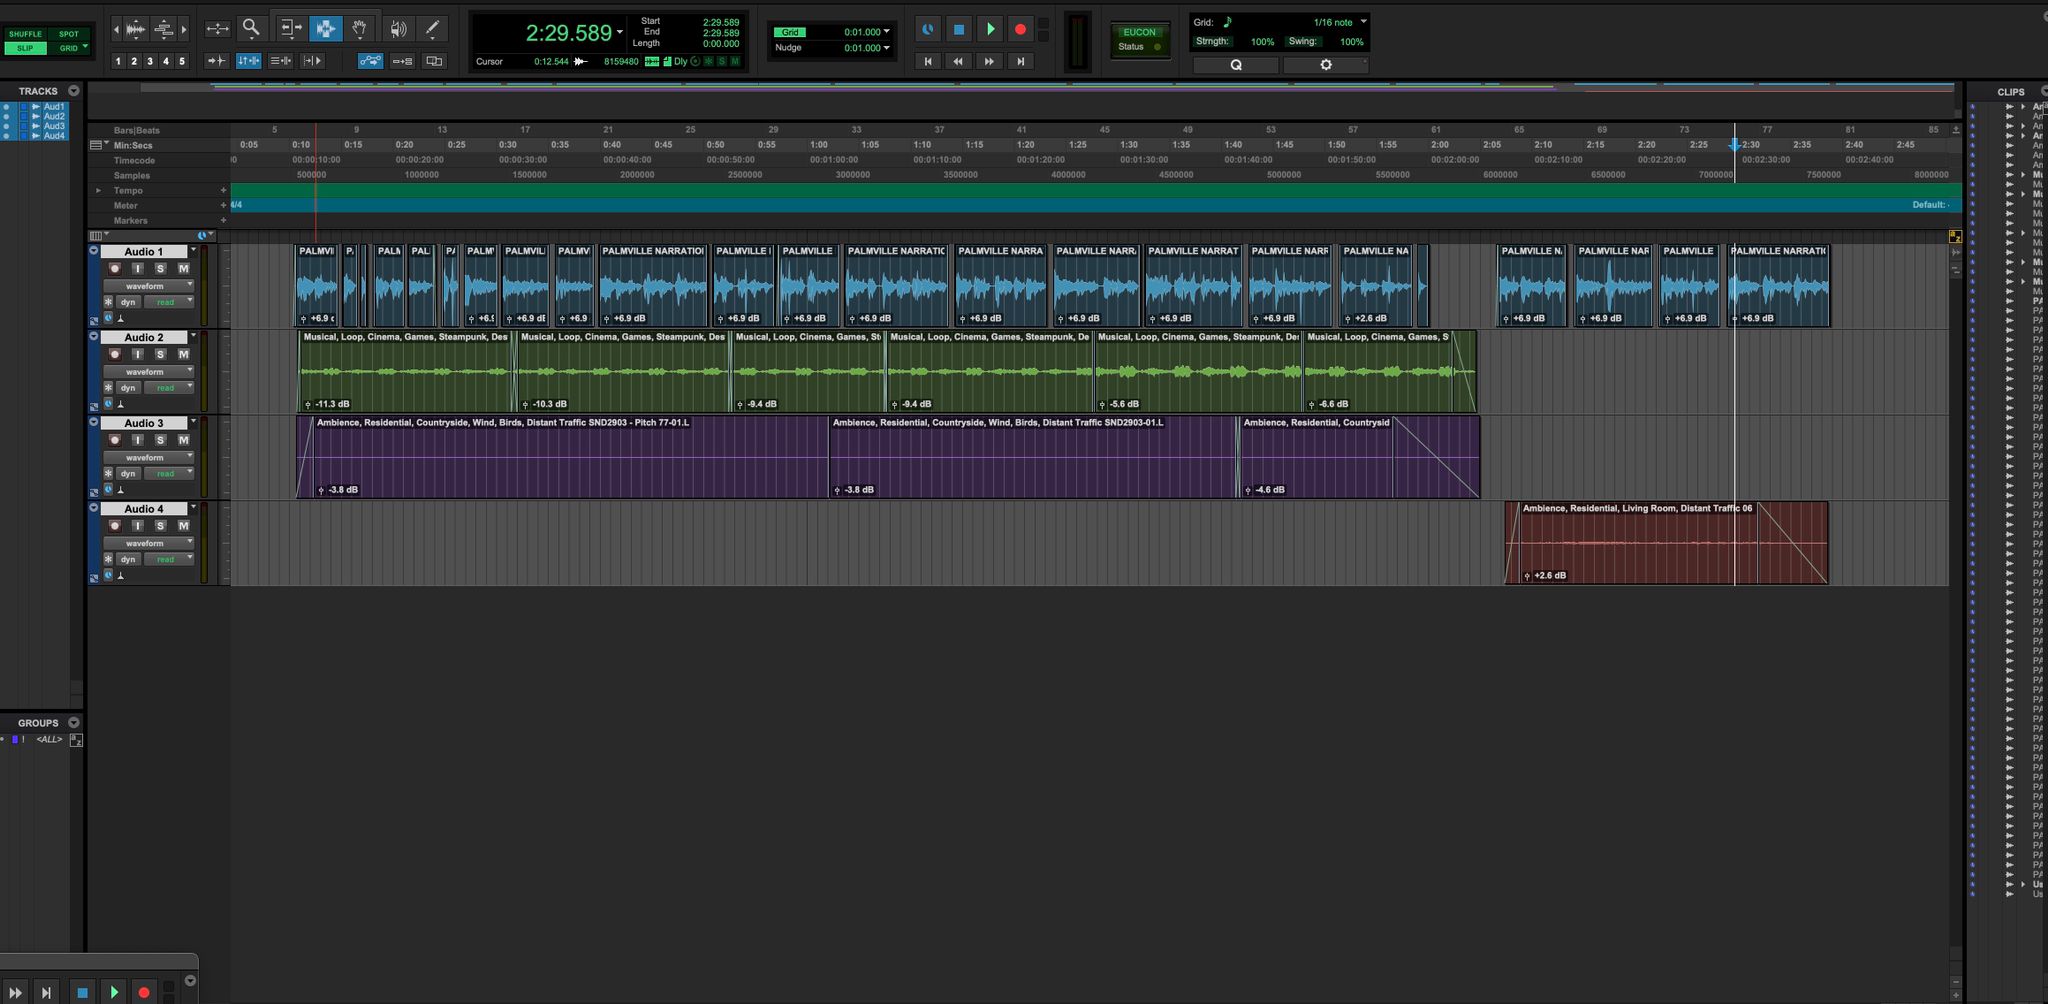 SHUFFLE SPOT
SLIP GRID
1 2 3 4 5
2:29.589
Start 2:29.589
End 2:29.589
Length 0:00.000
Cursor 0:12.544 8159480 Dly S M
Grid 0:01.000
Nudge 0:01.000
EUCON
Status
Grid: 1/16 note
Strngth: 100% Swing: 100%
Q
TRACKS
Aud1
Aud2
Aud3
Aud4
CLIPS
Bars|Beats 5 9 13 17 21 25 29 33 37 41 45 49 53 57 61 65 69 73 77 81 85
Min:Secs 0:05 0:10 0:15 0:20 0:25 0:30 0:35 0:40 0:45 0:50 0:55 1:00 1:05 1:10 1:15 1:20 1:25 1:30 1:35 1:40 1:45 1:50 1:55 2:00 2:05 2:10 2:15 2:20 2:25 2:30 2:35 2:40 2:45
Timecode 00:00:10:00 00:00:20:00 00:00:30:00 00:00:40:00 00:00:50:00 00:01:00:00 00:01:10:00 00:01:20:00 00:01:30:00 00:01:40:00 00:01:50:00 00:02:00:00 00:02:10:00 00:02:20:00 00:02:30:00 00:02:40:00
Samples 500000 1000000 1500000 2000000 2500000 3000000 3500000 4000000 4500000 5000000 5500000 6000000 6500000 7000000 7500000 8000000
Tempo +
Meter + 4/4 Default:
Markers +
Audio 1 PALMVI P. PALM PAL PA PALM PALMVIL PALMV PALMVILLE NARRATION PALMVILLE PALMVILLE PALMVILLE NARRATIO PALMVILLE NARRA PALMVILLE NARR PALMVILLE NARRAT PALMVILLE NARR PALMVILLE NA PALMVILLE N. PALMVILLE NAR PALMVILLE PALMVILLE NARRATIO
I S M
waveform
dyn read
+6.9 +6.9 +6.9 dB +6.9 +6.9 dB +6.9 dB +6.9 dB +6.9 dB +6.9 dB +6.9 dB +6.9 dB +6.9 dB +2.6 dB +6.9 dB +6.9 dB +6.9 dB +6.9 dB
Audio 2 Musical, Loop, Cinema, Games, Steampunk, Des Musical, Loop, Cinema, Games, Steampunk, Des Musical, Loop, Cinema, Games, St Musical, Loop, Cinema, Games, Steampunk, De Musical, Loop, Cinema, Games, Steampunk, De Musical, Loop, Cinema, Games, S
I S M
waveform
dyn read
-11.3 dB -10.3 dB -9.4 dB -9.4 dB -5.6 dB -6.6 dB
Audio 3 Ambience, Residential, Countryside, Wind, Birds, Distant Traffic SND2903 - Pitch 77-01.L Ambience, Residential, Countryside, Wind, Birds, Distant Traffic SND2903-01.L Ambience, Residential, Countrysid
I S M
waveform
dyn read
-3.8 dB -3.8 dB -4.6 dB
Audio 4 Ambience, Residential, Living Room, Distant Traffic 06
I S M
waveform
dyn read
+2.6 dB
GROUPS
! <ALL> a z